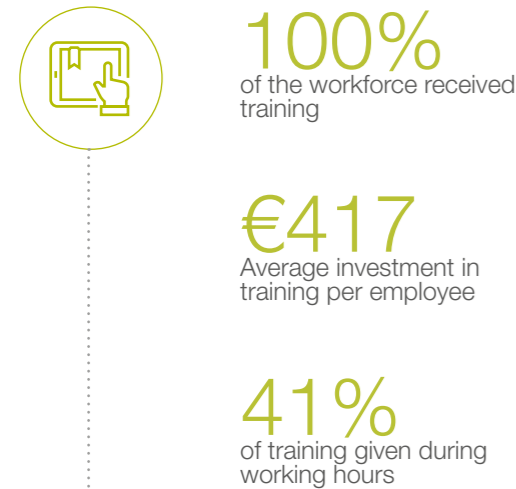 100%
of the workforce received
training
€417
Average investment in
training per employee
41%
of training given during
working hours